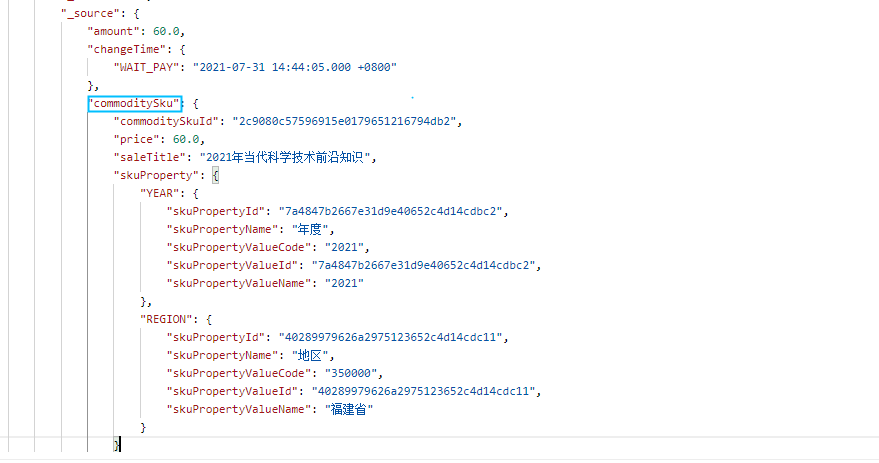 "_source": {
"amount": 60.0,
"changeTime": {
"WAIT_PAY": "2021-07-31 14:44:05.000 +0800"
},
"commoditySku": {
"commoditySkuId": "2c9080c57596915e0179651216794db2",
"price": 60.0,
"saleTitle": "2021年当代科学技术前沿知识",
"skuProperty": {
"YEAR": {
"skuPropertyId": "7a4847b2667e31d9e40652c4d14cdbc2",
"skuPropertyName": "年度",
"skuPropertyValueCode": "2021",
"skuPropertyValueId": "7a4847b2667e31d9e40652c4d14cdbc2",
"skuPropertyValueName": "2021"
},
"REGION": {
"skuPropertyId": "40289979626a2975123652c4d14cdc11",
"skuPropertyName": "地区",
"skuPropertyValueCode": "350000",
"skuPropertyValueId": "40289979626a2975123652c4d14cdc11",
"skuPropertyValueName": "福建省"
}
}